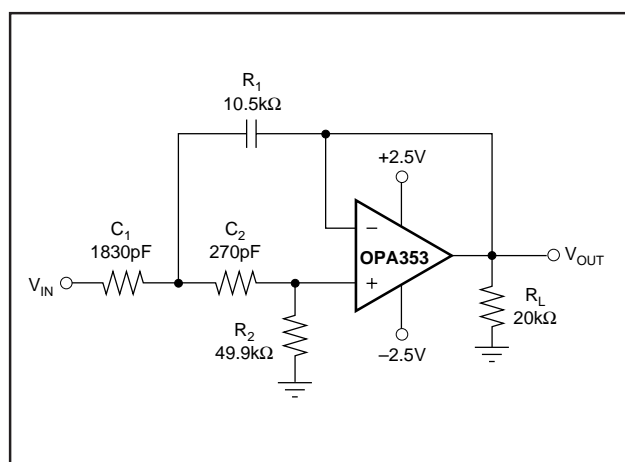 R1
10.5kΩ
+2.5V
C1
1830pF
C2
270pF
–
OPA353
+
VIN
VOUT
R2
49.9kΩ
–2.5V
RL
20kΩ